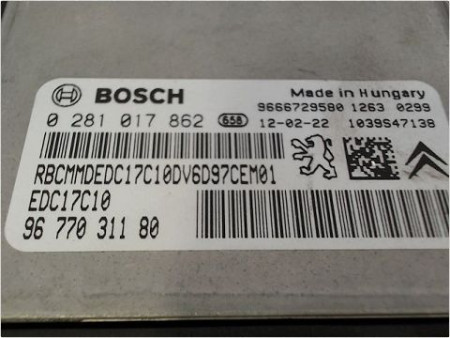 BOSCH
Made in Hungary
9666729580 1263 0299
0 281 017 862 658 12-02-22 1039S47138
RBCMMDEDC17C10DV6D97CEM01
EDC17C10
96 770 311 80